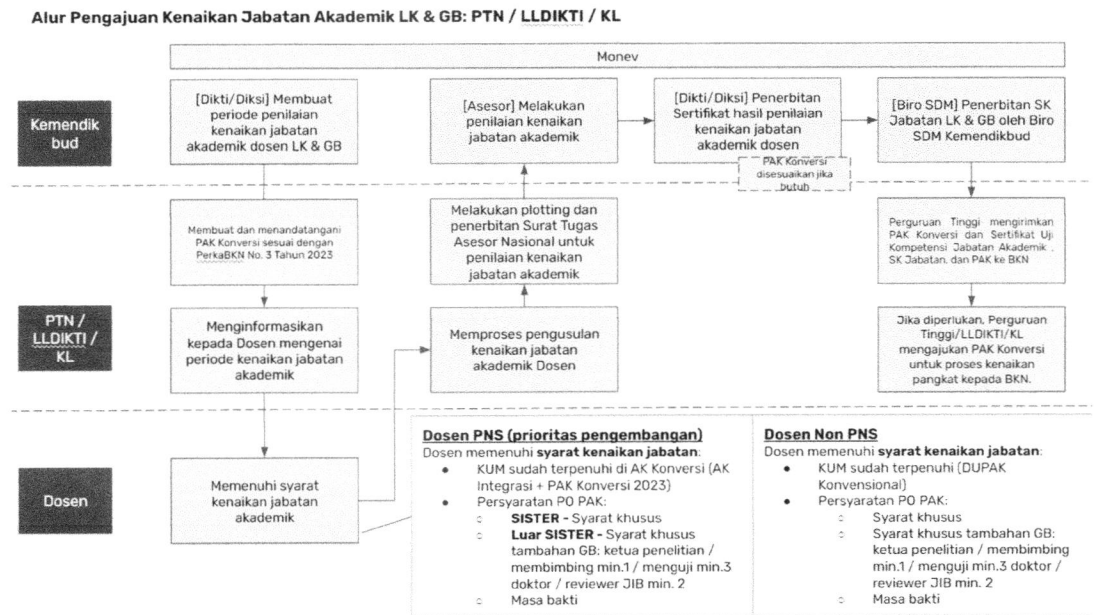 Alur Pengajuan Kenaikan Jabatan Akademik LK & GB: PTN / LLDIKTI / KL
Monev
Kemendik
bud
[Dikti/Diksi] Membuat
periode penilaian
kenaikan jabatan
akademik dosen LK & GB
[Asesor] Melakukan
penilaian kenaikan
jabatan akademik
[Dikti/Diksi] Penerbitan
Sertifikat hasil penilaian
kenaikan jabatan
akademik dosen
PAK Konversi
disesuaikan jika
butuh
[Biro SDM] Penerbitan SK
Jabatan LK & GB oleh Biro
SDM Kemendikbud
PTN /
LLDIKTI /
KL
Membuat dan menandatangani
PAK Konversi sesuai dengan
PerkaBKN No. 3 Tahun 2023
Melakukan plotting dan
penerbitan Surat Tugas
Asesor Nasional untuk
penilaian kenaikan
jabatan akademik
Perguruan Tinggi mengirimkan
PAK Konversi dan Sertifikat Uji
Kompetensi Jabatan Akademik ,
SK Jabatan, dan PAK ke BKN
Menginformasikan
kepada Dosen mengenai
periode kenaikan jabatan
akademik
Memproses pengusulan
kenaikan jabatan
akademik Dosen
Jika diperlukan, Perguruan
Tinggi/LLDIKTI/KL
mengajukan PAK Konversi
untuk proses kenaikan
pangkat kepada BKN.
Dosen
Memenuhi syarat
kenaikan jabatan
akademik
Dosen PNS (prioritas pengembangan)
Dosen memenuhi syarat kenaikan jabatan:
● KUM sudah terpenuhi di AK Konversi (AK
Integrasi + PAK Konversi 2023)
● Persyaratan PO PAK:
○ SISTER - Syarat khusus
○ Luar SISTER - Syarat khusus
tambahan GB: ketua penelitian /
membimbing min.1 / menguji min.3
doktor / reviewer JIB min. 2
○ Masa bakti
Dosen Non PNS
Dosen memenuhi syarat kenaikan jabatan:
● KUM sudah terpenuhi (DUPAK
Konvensional)
● Persyaratan PO PAK:
○ Syarat khusus
○ Syarat khusus tambahan GB:
ketua penelitian /
membimbing
min.1 / menguji min.3 doktor /
reviewer JIB min. 2
○ Masa bakti